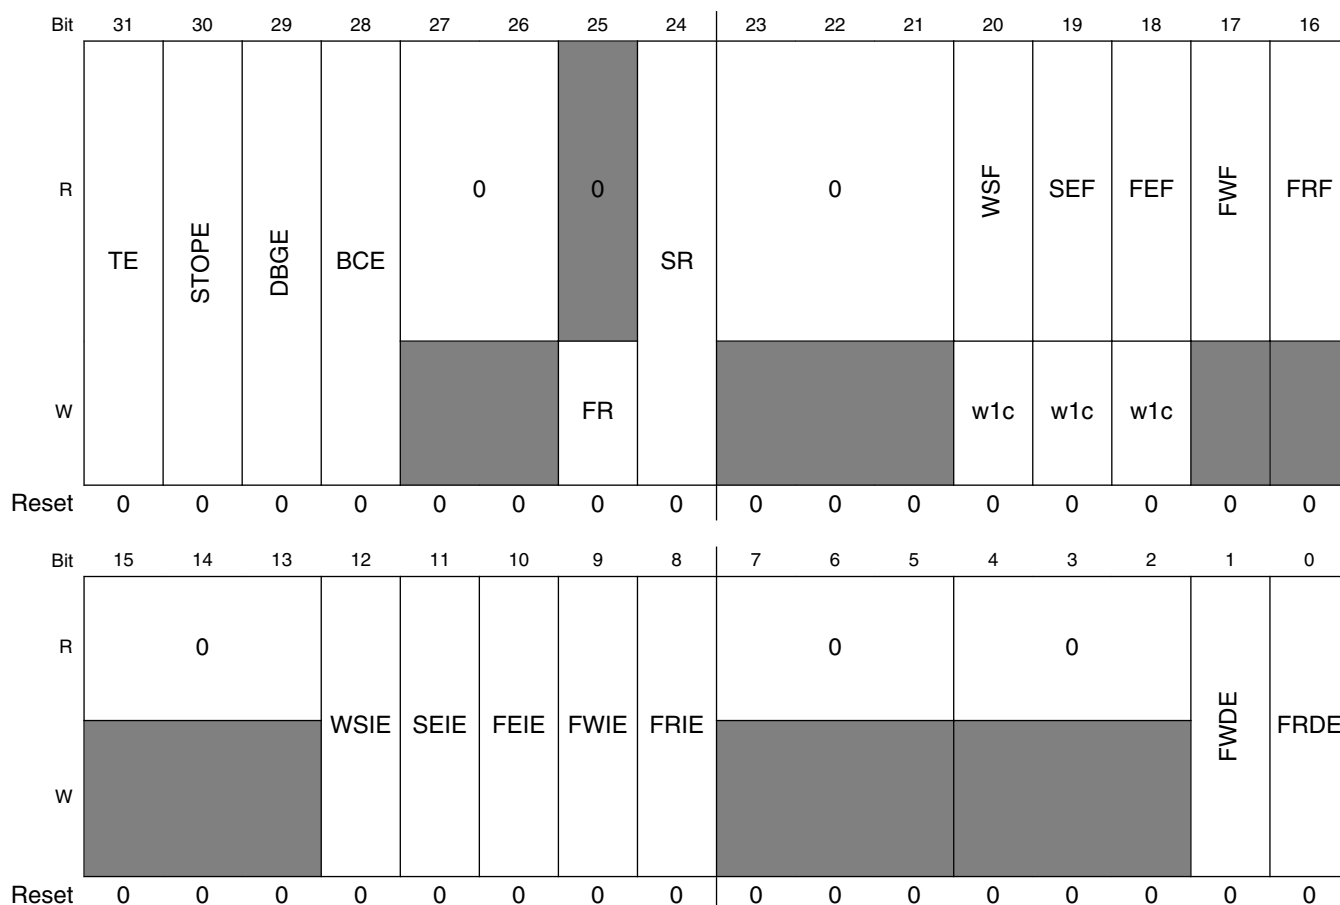 Bit 31 30 29 28 27 26 25 24 23 22 21 20 19 18 17 16
R TE STOPE DBGE BCE 0 0 SR 0 WSF SEF FEF FWF FRF
W FR w1c w1c w1c
Reset 0 0 0 0 0 0 0 0 0 0 0 0 0 0 0 0
Bit 15 14 13 12 11 10 9 8 7 6 5 4 3 2 1 0
R 0 WSIE SEIE FEIE FWIE FRIE 0 0 FWDE FRDE
W
Reset 0 0 0 0 0 0 0 0 0 0 0 0 0 0 0 0